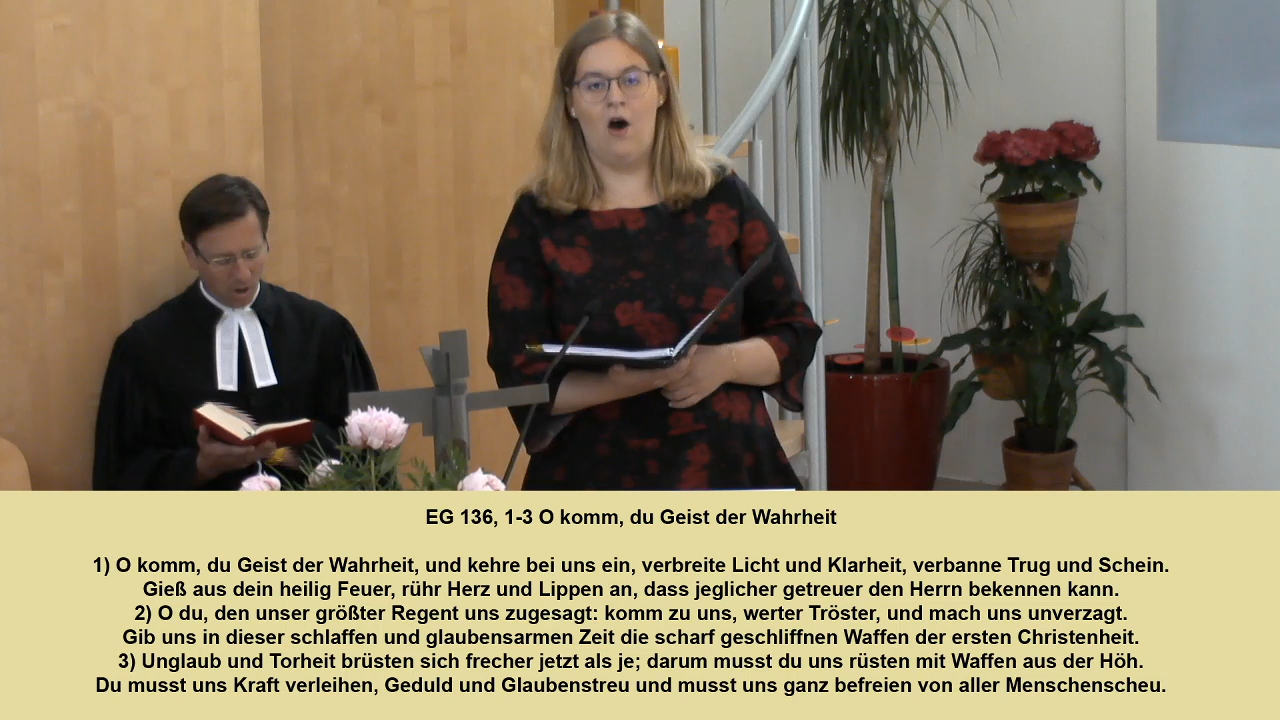 EG 136, 1-3 O komm, du Geist der Wahrheit
1) O komm, du Geist der Wahrheit, und kehre bei uns ein, verbreite Licht und Klarheit, verbanne Trug und Schein.
Gieß aus dein heilig Feuer, rühr Herz und Lippen an, dass jeglicher getreuer den Herrn bekennen kann.
2) O du, den unser größter Regent uns zugesagt: komm zu uns, werter Tröster, und mach uns unverzagt.
Gib uns in dieser schlaffen und glaubensarmen Zeit die scharf geschliffnen Waffen der ersten Christenheit.
3) Unglaub und Torheit brüsten sich frecher jetzt als je; darum musst du uns rüsten mit Waffen aus der Höh.
Du musst uns Kraft verleihen, Geduld und Glaubenstreu und musst uns ganz befreien von aller Menschenscheu.